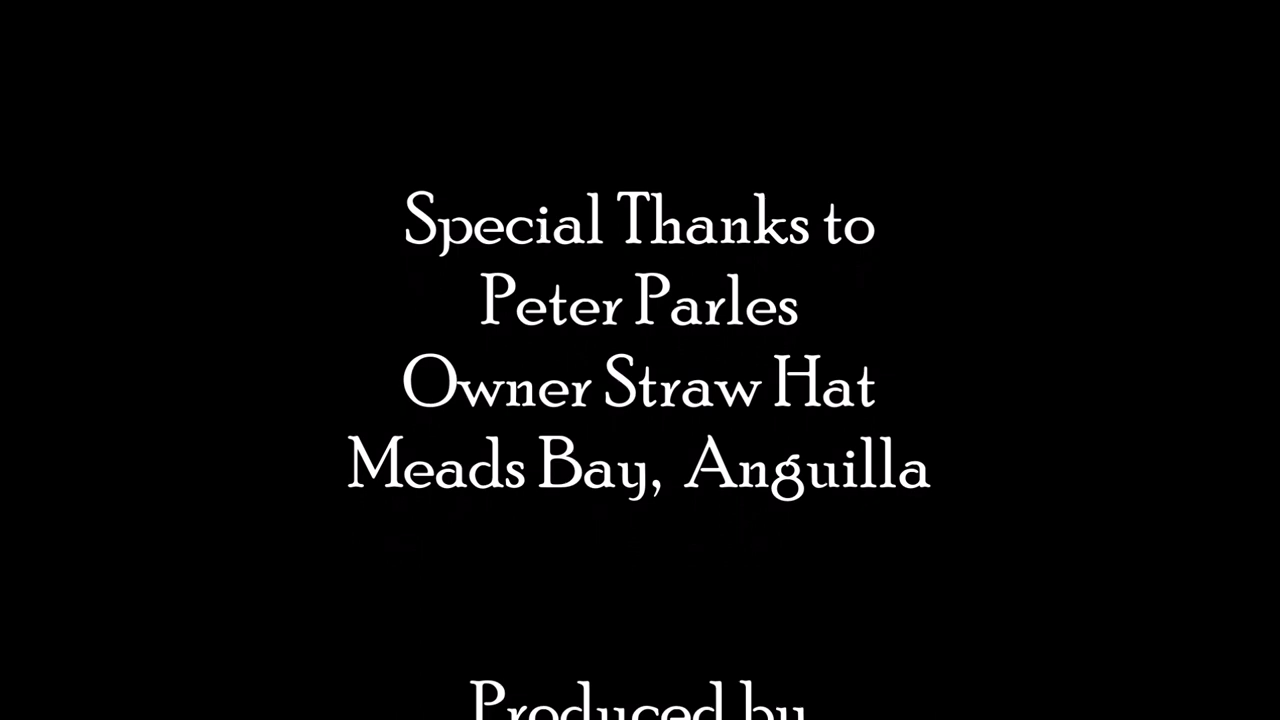 Special Thanks to
Peter Parles
Owner Straw Hat
Meads Bay, Anguilla
Produced by